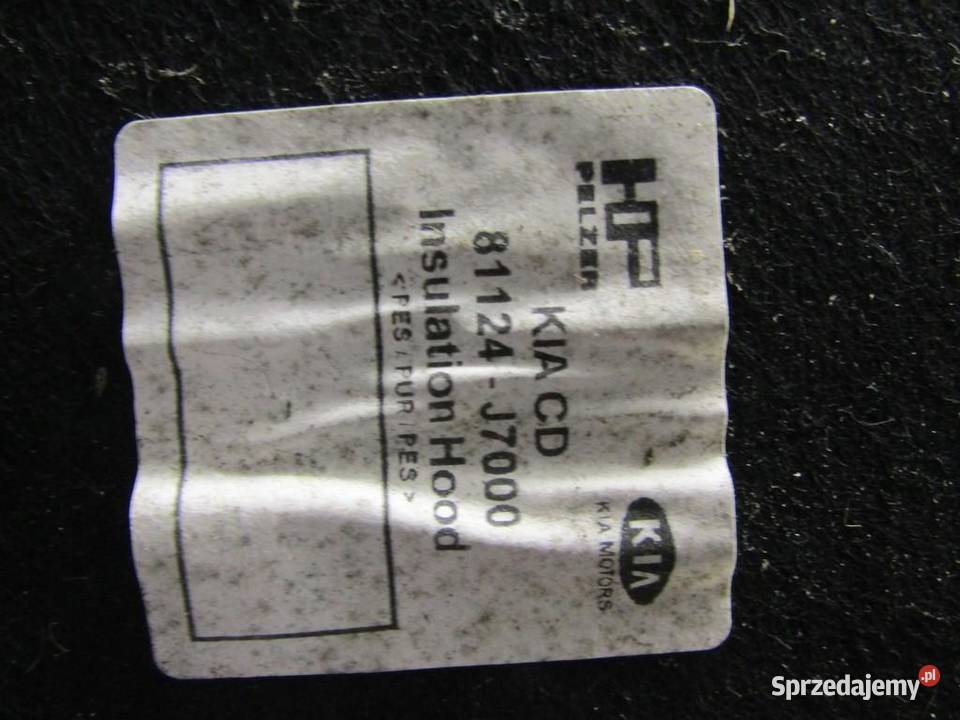 HP
PELZER
KIA
KIA MOTORS
KIA CD
81124-J7000
Insulation Hood
<PES/PUR/PES>
Sprzedajemy.pl